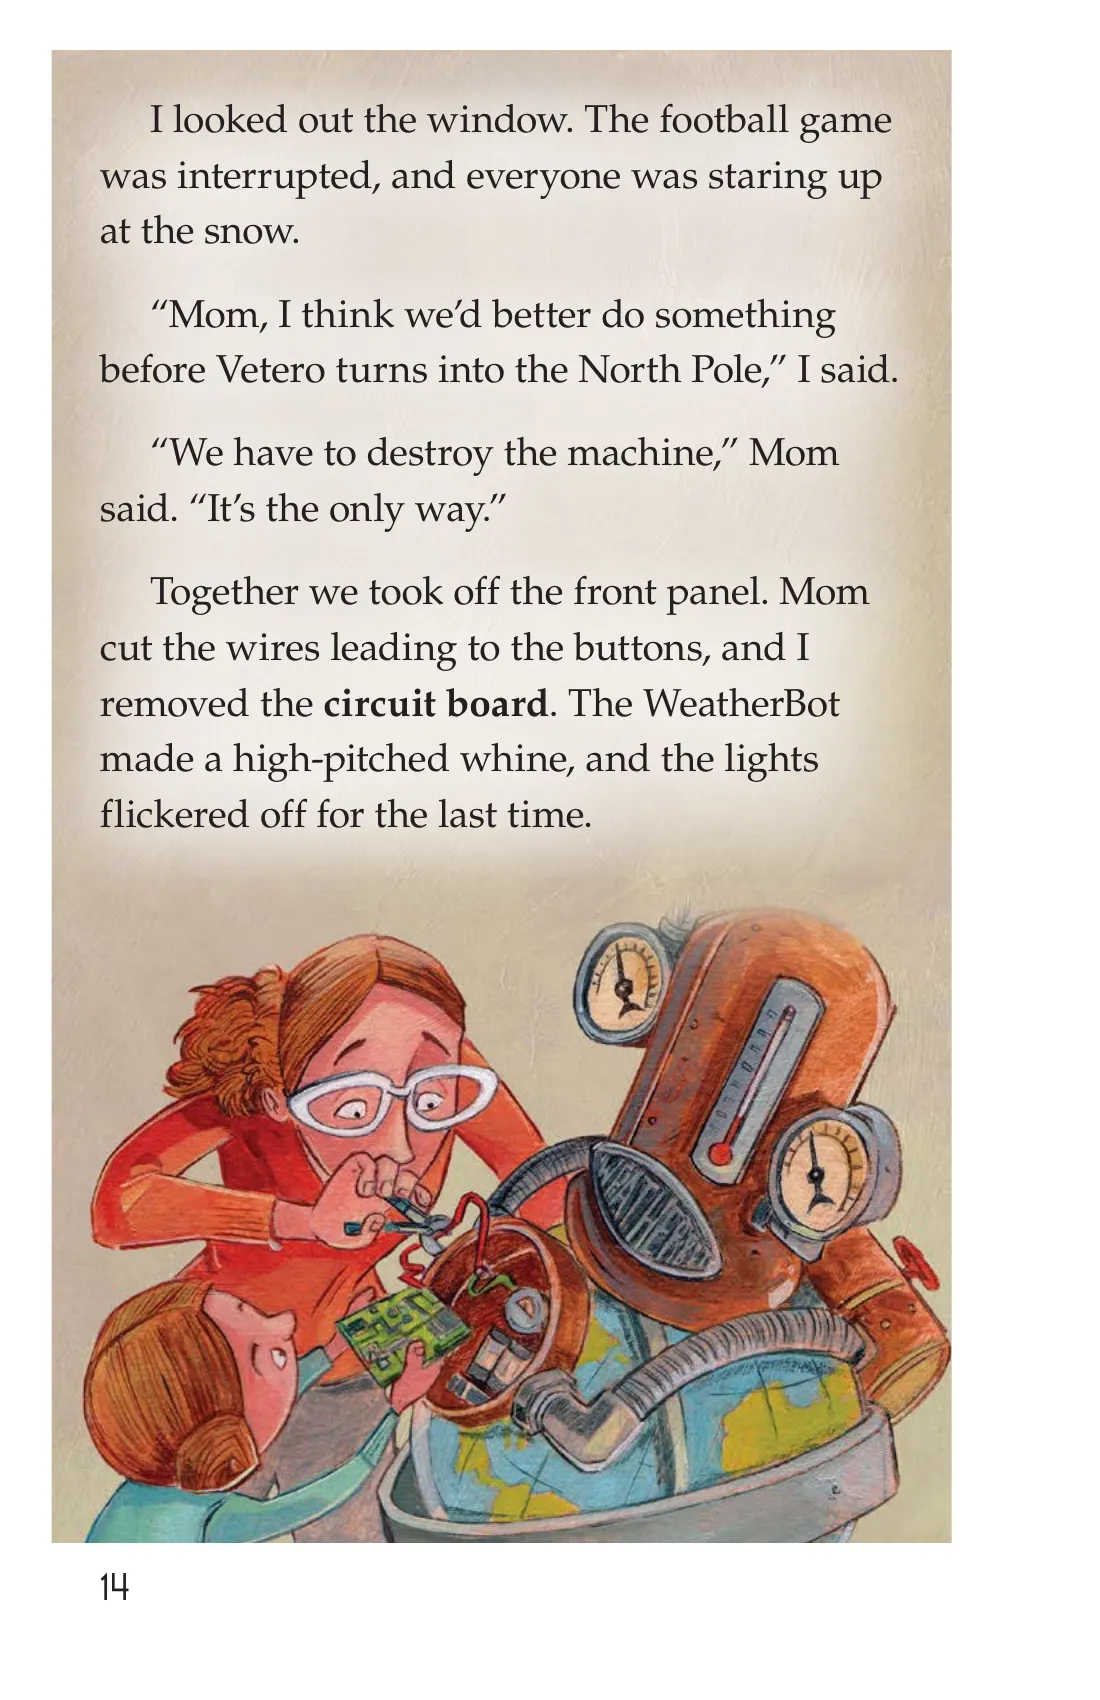 I looked out the window. The football game
was interrupted, and everyone was staring up
at the snow.
“Mom, I think we’d better do something
before Vetero turns into the North Pole,” I said.
“We have to destroy the machine,” Mom
said. “It’s the only way.”
Together we took off the front panel. Mom
cut the wires leading to the buttons, and I
removed the circuit board. The WeatherBot
made a high-pitched whine, and the lights
flickered off for the last time.
14